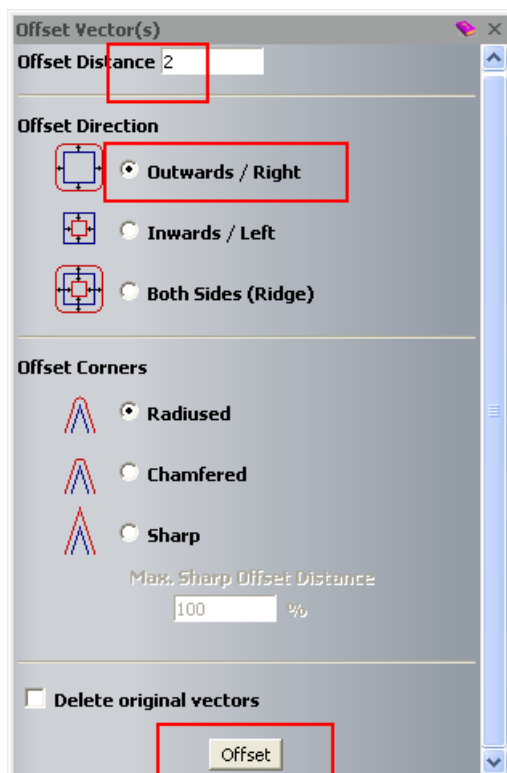 Offset Vector(s)
Offset Distance 2
Offset Direction
Outwards / Right
Inwards / Left
Both Sides (Ridge)
Offset Corners
Radiused
Chamfered
Sharp
Max. Sharp Offset Distance
100 %
Delete original vectors
Offset